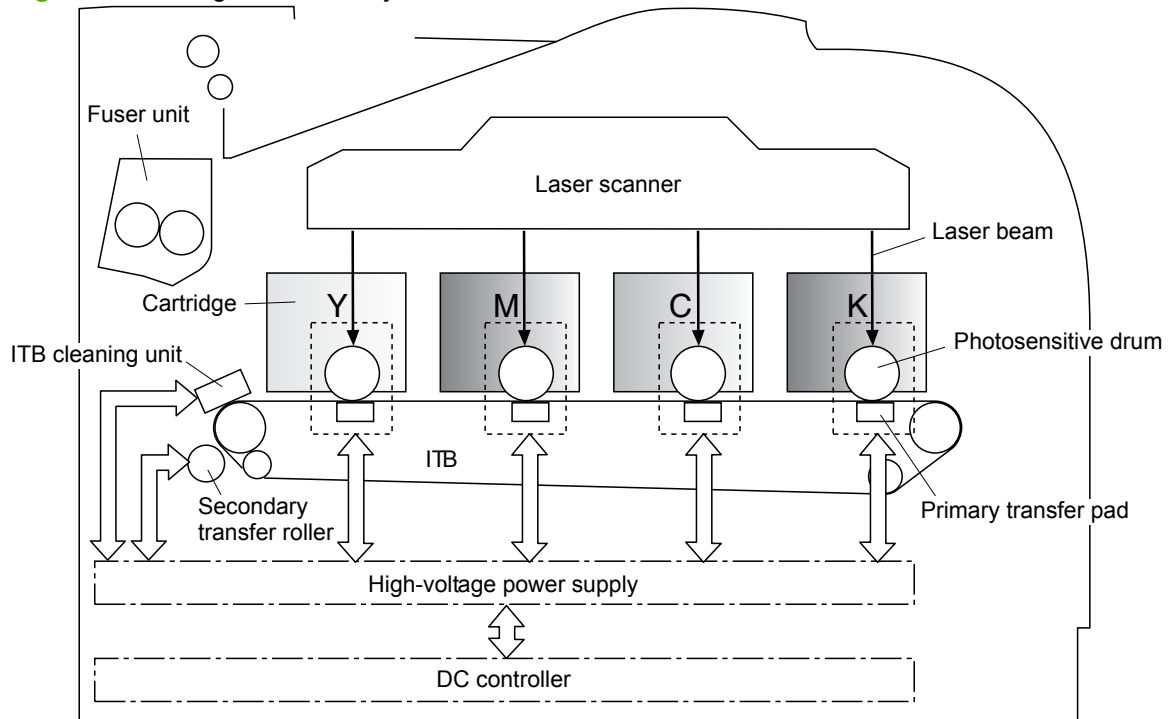 Fuser unit
Laser scanner
Laser beam
Cartridge
Y
M
C
K
ITB cleaning unit
Photosensitive drum
ITB
Secondary
transfer roller
Primary transfer pad
High-voltage power supply
DC controller